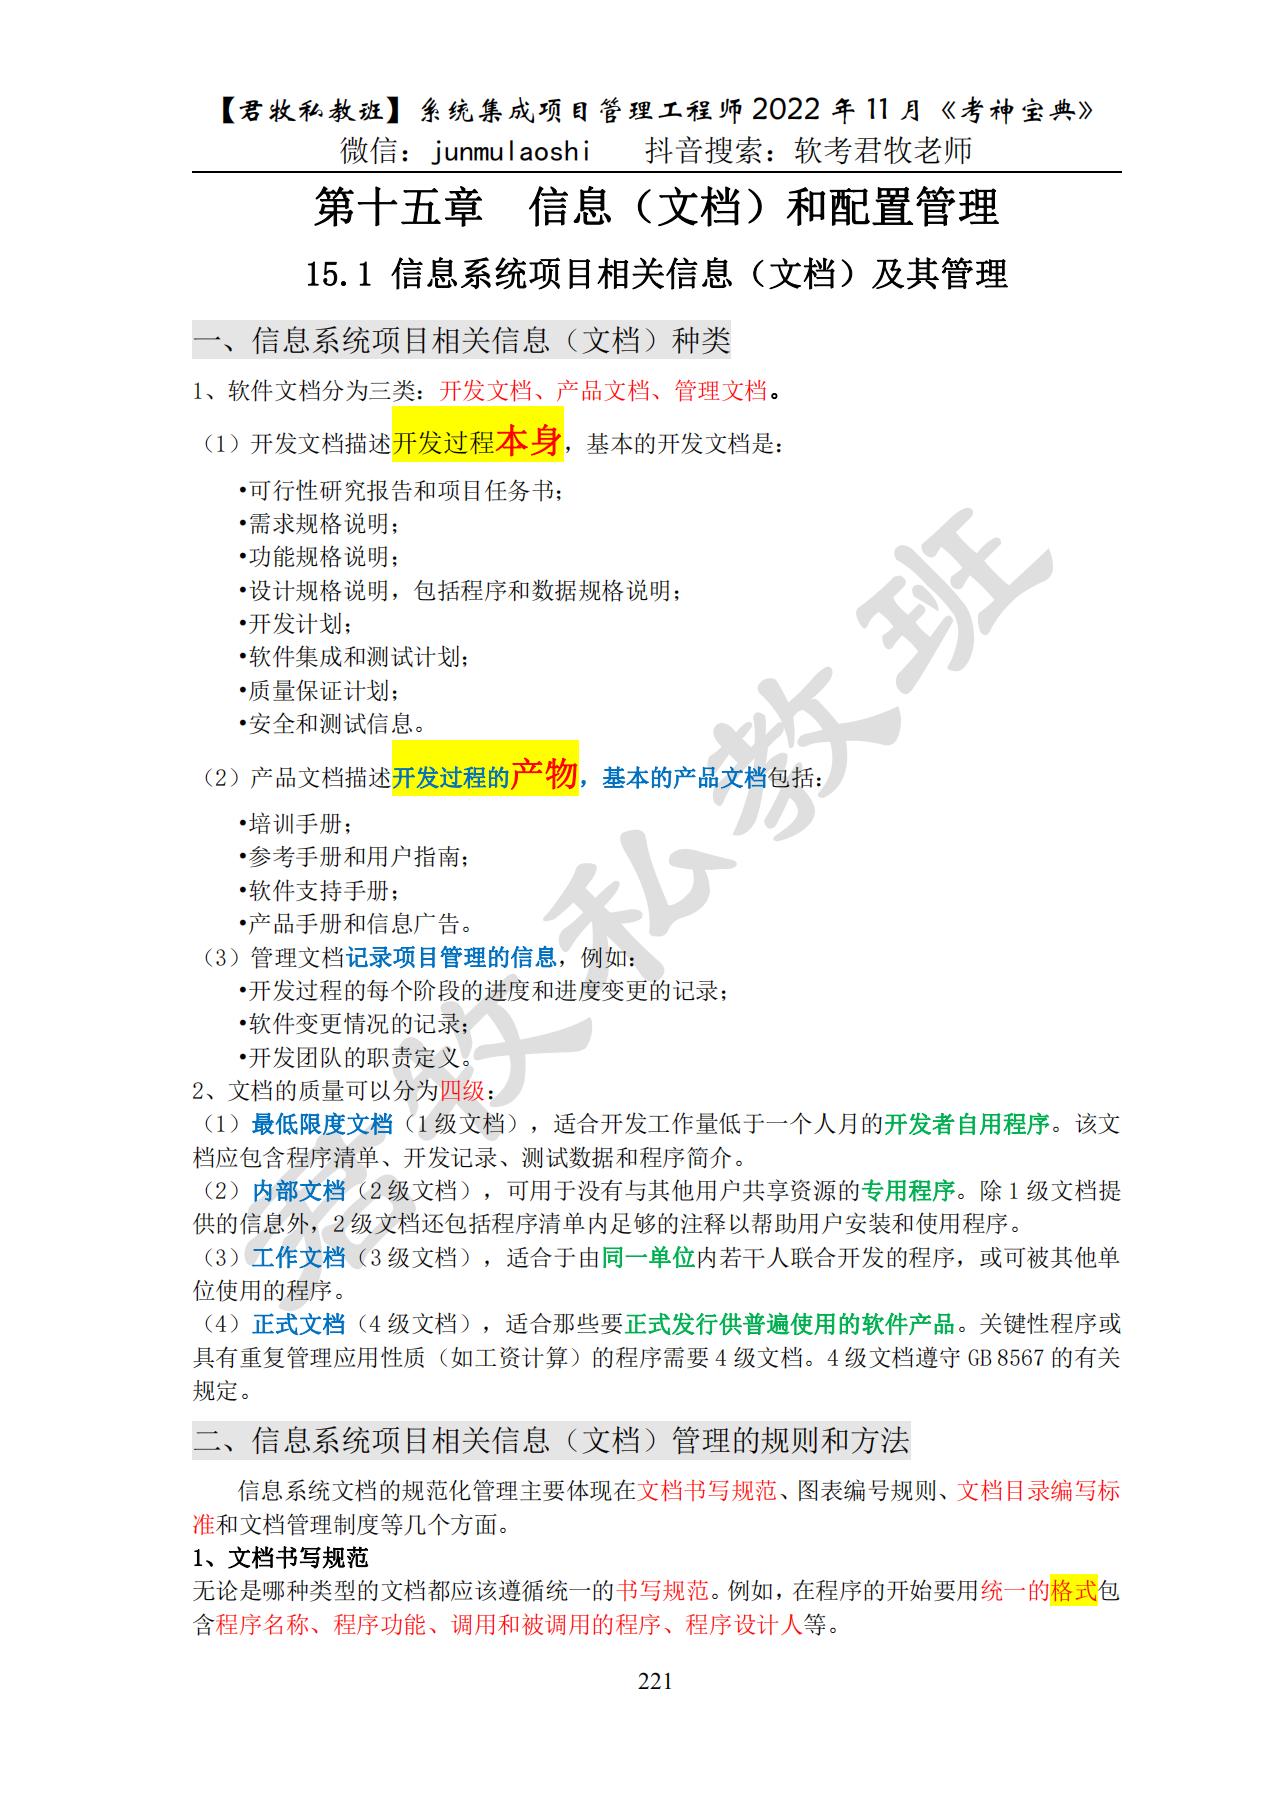 【君牧私教班】系统集成项目管理工程师 2022 年 11 月《考神宝典》
微信：junmulaoshi 抖音搜索：软考君牧老师
第十五章 信息（文档）和配置管理
15.1 信息系统项目相关信息（文档）及其管理
一、信息系统项目相关信息（文档）种类
1、软件文档分为三类：开发文档、产品文档、管理文档。
（1）开发文档描述开发过程本身，基本的开发文档是：
•可行性研究报告和项目任务书；
•需求规格说明；
•功能规格说明；
•设计规格说明，包括程序和数据规格说明；
•开发计划；
•软件集成和测试计划；
•质量保证计划；
•安全和测试信息。
（2）产品文档描述开发过程的产物，基本的产品文档包括：
•培训手册；
•参考手册和用户指南；
•软件支持手册；
•产品手册和信息广告。
（3）管理文档记录项目管理的信息，例如：
•开发过程的每个阶段的进度和进度变更的记录；
•软件变更情况的记录；
•开发团队的职责定义。
2、文档的质量可以分为四级：
（1）最低限度文档（1 级文档），适合开发工作量低于一个人月的开发者自用程序。该文
档应包含程序清单、开发记录、测试数据和程序简介。
（2）内部文档（2 级文档），可用于没有与其他用户共享资源的专用程序。除 1 级文档提
供的信息外，2 级文档还包括程序清单内足够的注释以帮助用户安装和使用程序。
（3）工作文档（3 级文档），适合于由同一单位内若干人联合开发的程序，或可被其他单
位使用的程序。
（4）正式文档（4 级文档），适合那些要正式发行供普遍使用的软件产品。关键性程序或
具有重复管理应用性质（如工资计算）的程序需要 4 级文档。4 级文档遵守 GB 8567 的有关
规定。
二、信息系统项目相关信息（文档）管理的规则和方法
信息系统文档的规范化管理主要体现在文档书写规范、图表编号规则、文档目录编写标
准和文档管理制度等几个方面。
1、文档书写规范
无论是哪种类型的文档都应该遵循统一的书写规范。例如，在程序的开始要用统一的格式包
含程序名称、程序功能、调用和被调用的程序、程序设计人等。
221
君牧私教班